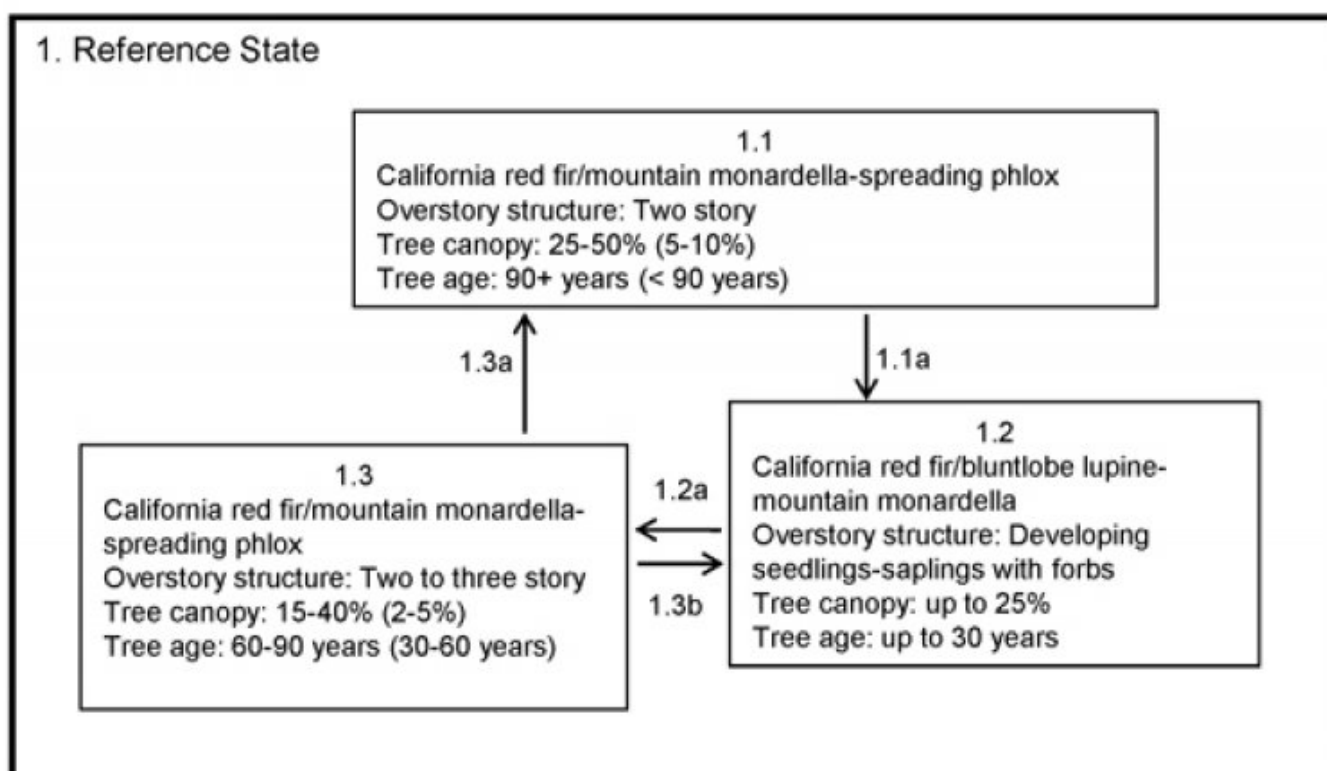 1. Reference State
1.1
California red fir/mountain monardella-spreading phlox
Overstory structure: Two story
Tree canopy: 25-50% (5-10%)
Tree age: 90+ years (< 90 years)
1.3a
1.1a
1.3
California red fir/mountain monardella-
spreading phlox
Overstory structure: Two to three story
Tree canopy: 15-40% (2-5%)
Tree age: 60-90 years (30-60 years)
1.2a
1.3b
1.2
California red fir/bluntlobe lupine-
mountain monardella
Overstory structure: Developing
seedlings-saplings with forbs
Tree canopy: up to 25%
Tree age: up to 30 years